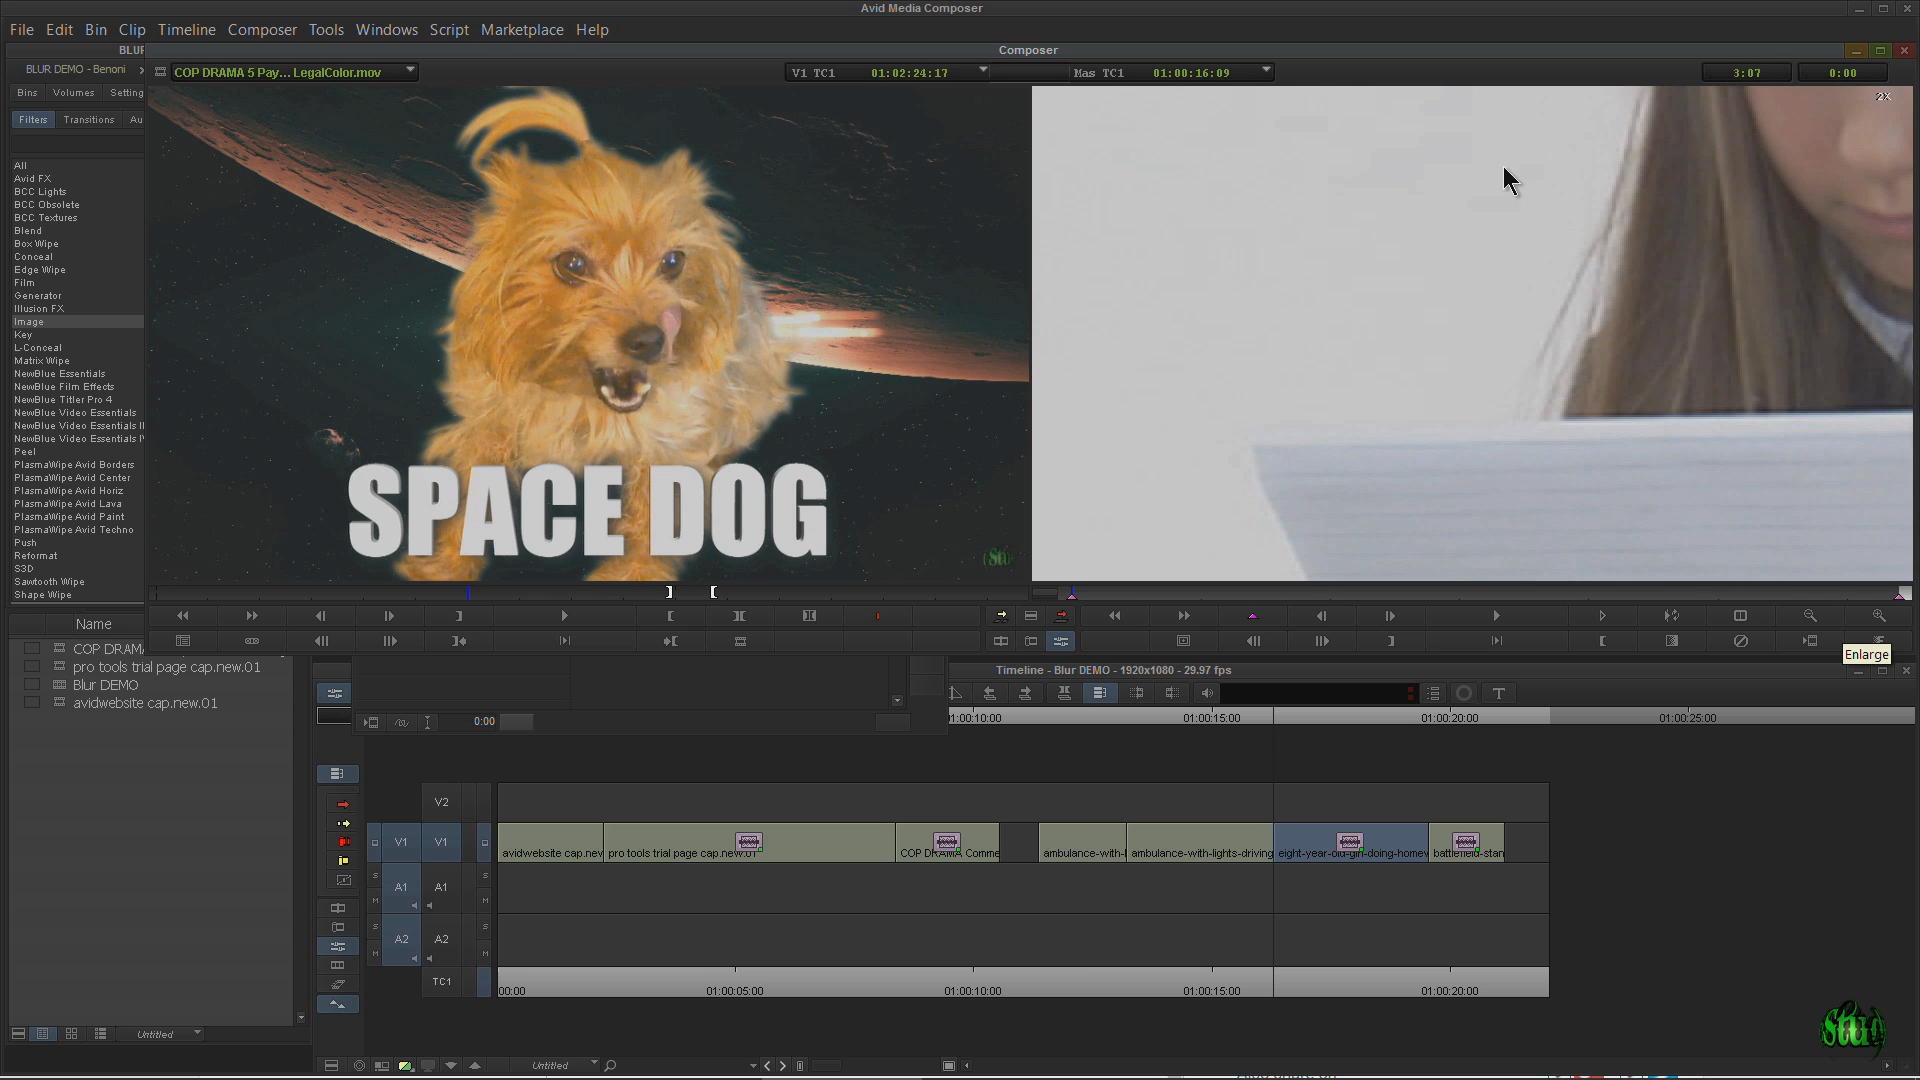 Avid Media Composer
File Edit Bin Clip Timeline Composer Tools Windows Script Marketplace Help
BLUR
Composer
BLUR DEMO - Benoni
COP DRAMA 5 Pay... LegalColor.mov
V1 TC1 01:02:24:17
Mas TC1 01:00:16:09
3:07
0:00
Bins Volumes Setting
2X
Filters Transitions Au
All
Avid FX
BCC Lights
BCC Obsolete
BCC Textures
Blend
Box Wipe
Conceal
Edge Wipe
Film
Generator
Illusion FX
Image
Key
L-Conceal
Matrix Wipe
NewBlue Essentials
NewBlue Film Effects
NewBlue Titler Pro 4
NewBlue Video Essentials
NewBlue Video Essentials II
NewBlue Video Essentials IV
Peel
PlasmaWipe Avid Borders
PlasmaWipe Avid Center
PlasmaWipe Avid Horiz
PlasmaWipe Avid Lava
PlasmaWipe Avid Paint
PlasmaWipe Avid Techno
Push
Reformat
S3D
Sawtooth Wipe
Shape Wipe
SPACE DOG
Name
COP DRAMA
pro tools trial page cap.new.01
Blur DEMO
avidwebsite cap.new.01
Enlarge
Timeline - Blur DEMO - 1920x1080 - 29.97 fps
T
0:00
01:00:10:00 01:00:15:00 01:00:20:00 01:00:25:00
V2
V1 V1
avidwebsite cap.nev pro tools trial page cap.new.01 COP DRAMA Comme ambulance-with-l ambulance-with-lights-driving eight-year-old-girl-doing-homev battlefield-stan
S
A1 A1
M
S
A2 A2
M
TC1
00:00 01:00:05:00 01:00:10:00 01:00:15:00 01:00:20:00
Untitled
Untitled
Stud